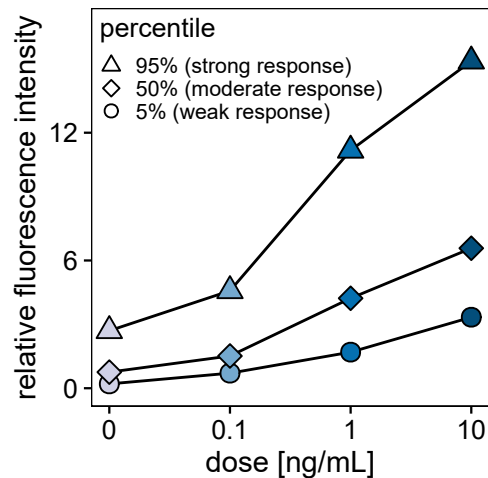 percentile
95% (strong response)
50% (moderate response)
5% (weak response)
relative fluorescence intensity
12
6
0
0 0.1 1 10
dose [ng/mL]